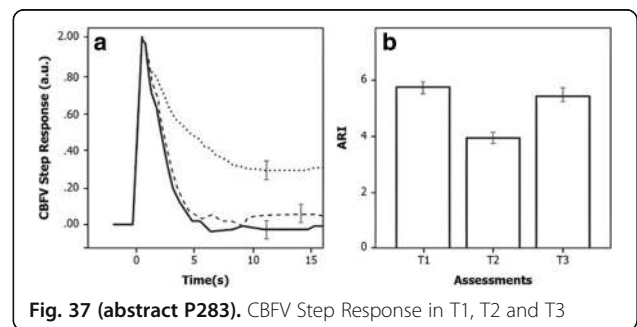 a
CBFV Step Response (a.u.)
2.00
.80
.60
.40
.20
.00
0
5
10
15
Time(s)
b
ARI
6
4
2
0
T1
T2
T3
Assessments
Fig. 37 (abstract P283). CBFV Step Response in T1, T2 and T3